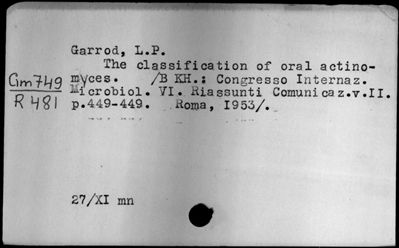 Garrod, L.P.
The classification of oral actino-
myces. /В КН.: Congresso Internaz.
Microbiol. VI. Riassunti Comunicaz.v.II.
p.449-449. Roma, 1953/.
Gm749
R481
27/XI mn